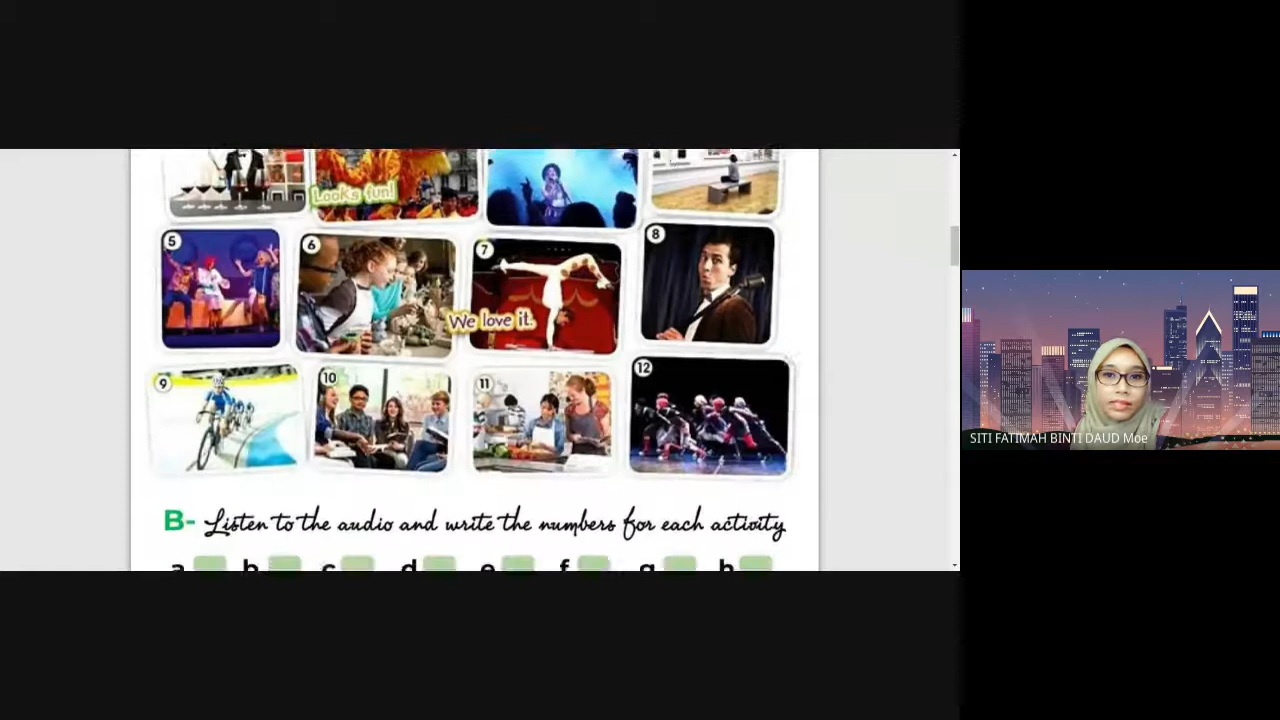 Looks fun!
5
6
7
8
We love it.
9
10
11
12
B- Listen to the audio and write the numbers for each activity
a b c d e f g h
SITI FATIMAH BINTI DAUD Moe